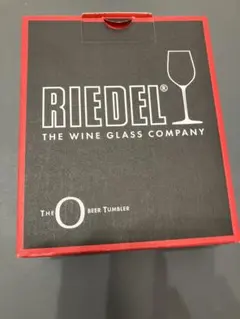 RIEDEL®
THE WINE GLASS COMPANY
THE O BEER TUMBLER